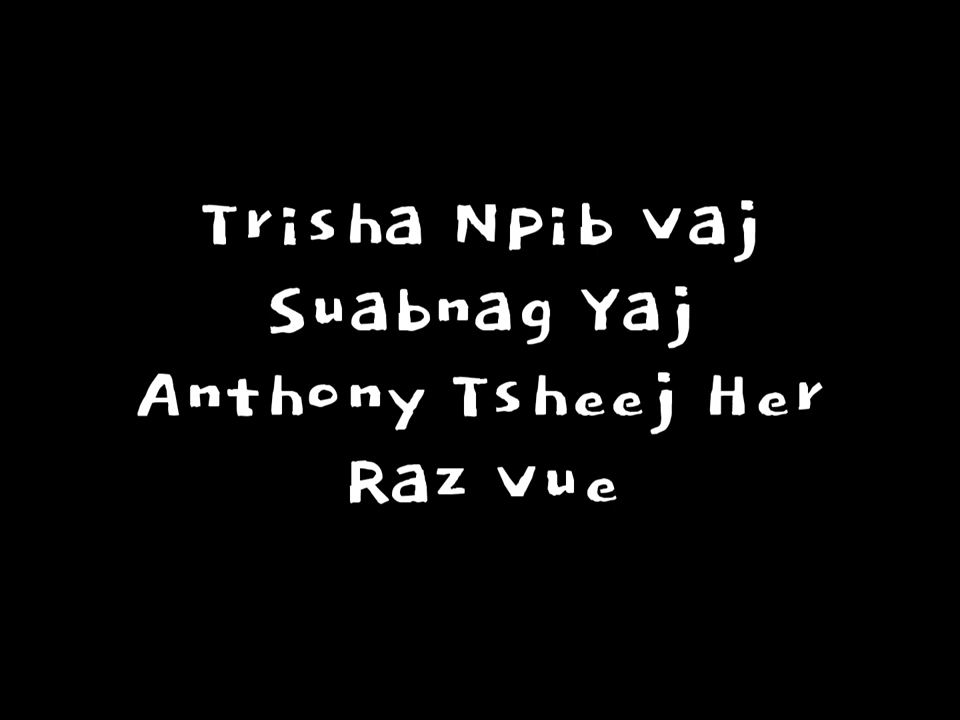 Trisha Npib Vaj
Suabnag Yaj
Anthony Tsheej Her
Raz Vue